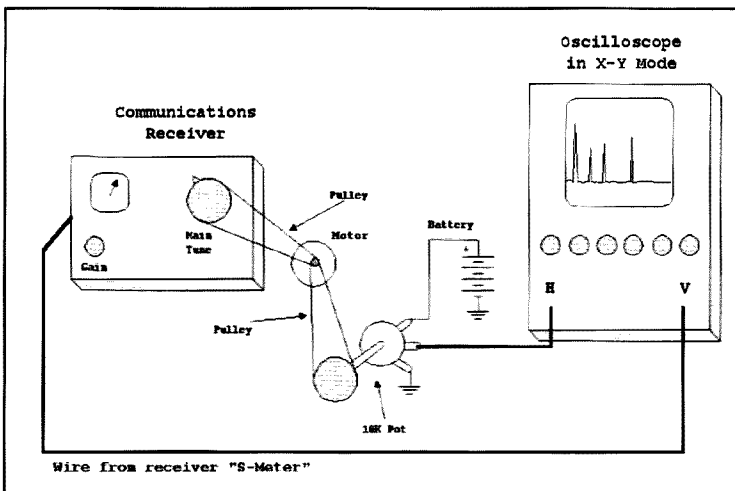 Oscilloscope
in X-Y Mode
Communications
Receiver
Pulley
Motor
Battery
Main
Tune
Gain
+
H
V
Pulley
10K Pot
Wire from receiver "S-Meter"